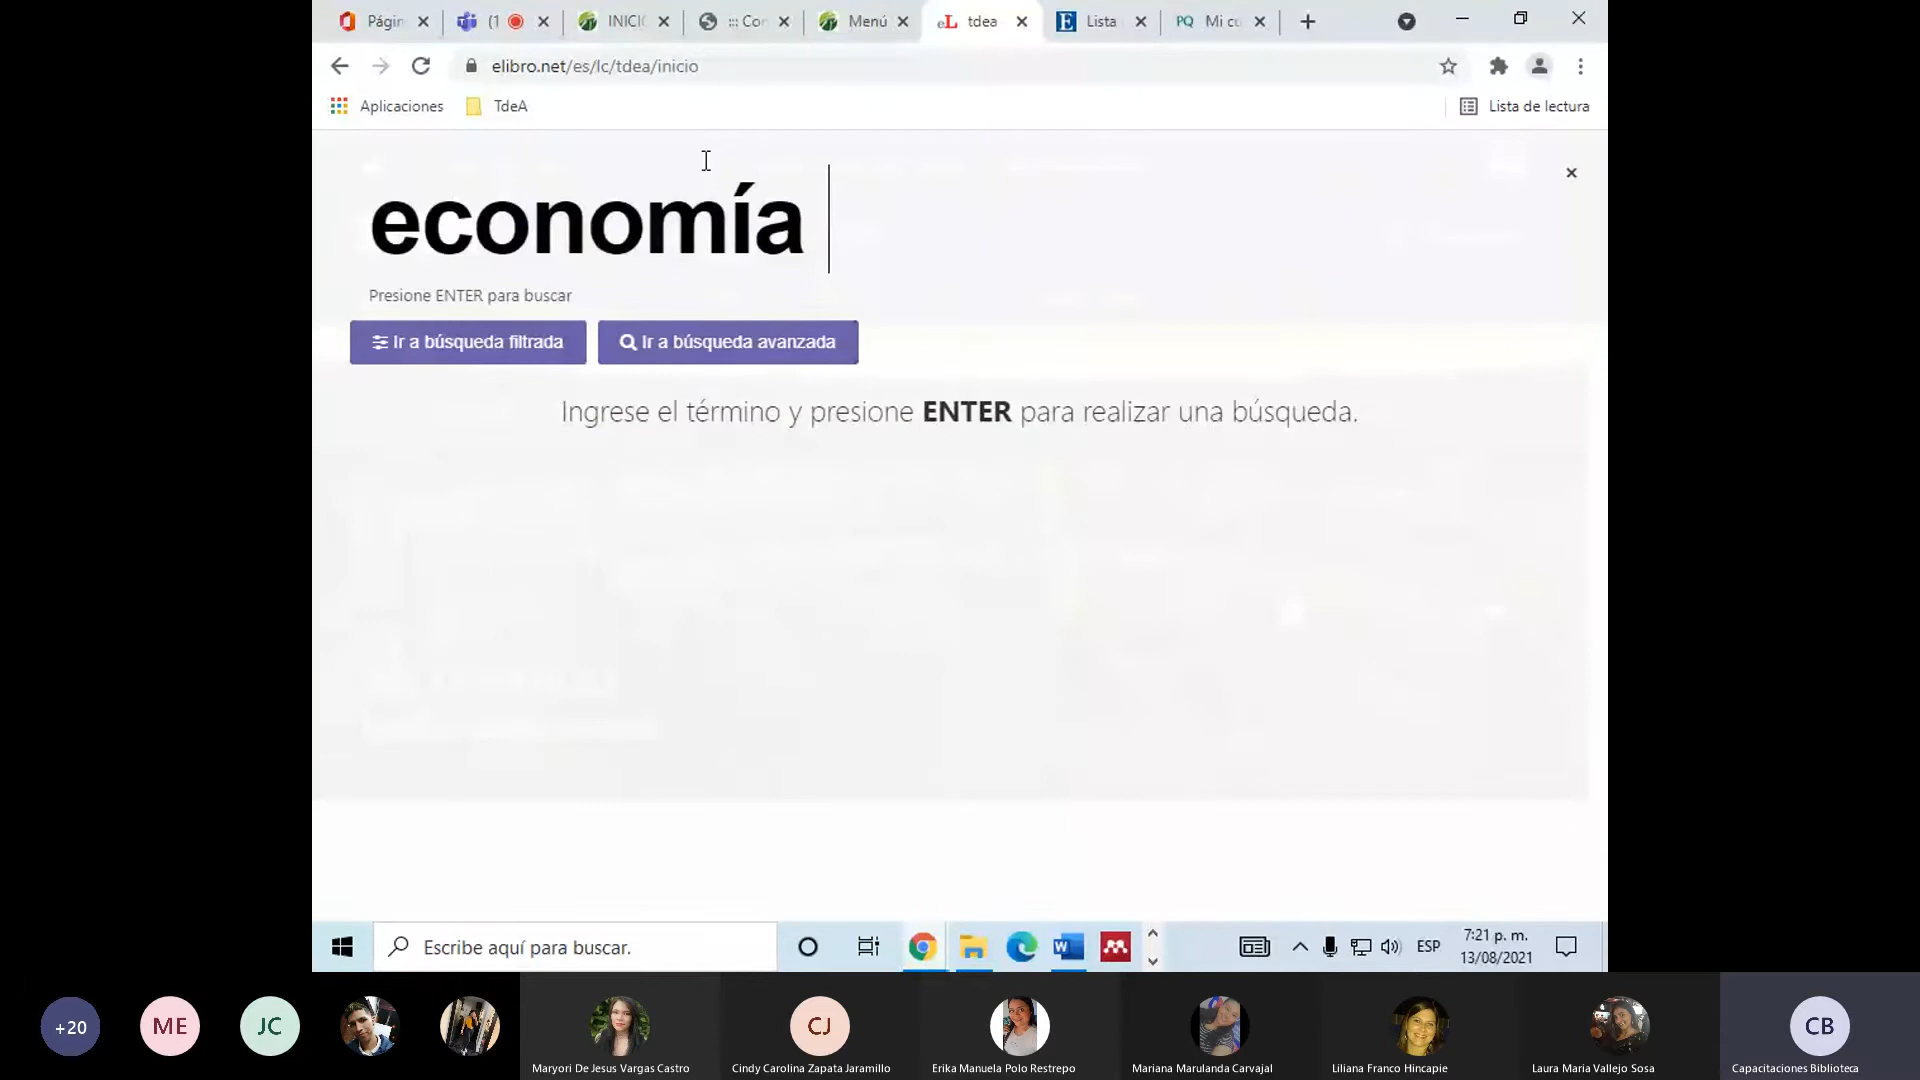 Págin
(1
INICI
::: Cor
Menú
tdea
Lista
Mi cu
elibro.net/es/lc/tdea/inicio
Aplicaciones
TdeA
Lista de lectura
economía
Presione ENTER para buscar
Ir a búsqueda filtrada
Ir a búsqueda avanzada
Ingrese el término y presione ENTER para realizar una búsqueda.
Escribe aquí para buscar.
ESP
7:21 p. m.
13/08/2021
+20
ME
JC
CJ
CB
Maryori De Jesus Vargas Castro
Cindy Carolina Zapata Jaramillo
Erika Manuela Polo Restrepo
Mariana Marulanda Carvajal
Liliana Franco Hincapie
Laura Maria Vallejo Sosa
Capacitaciones Biblioteca